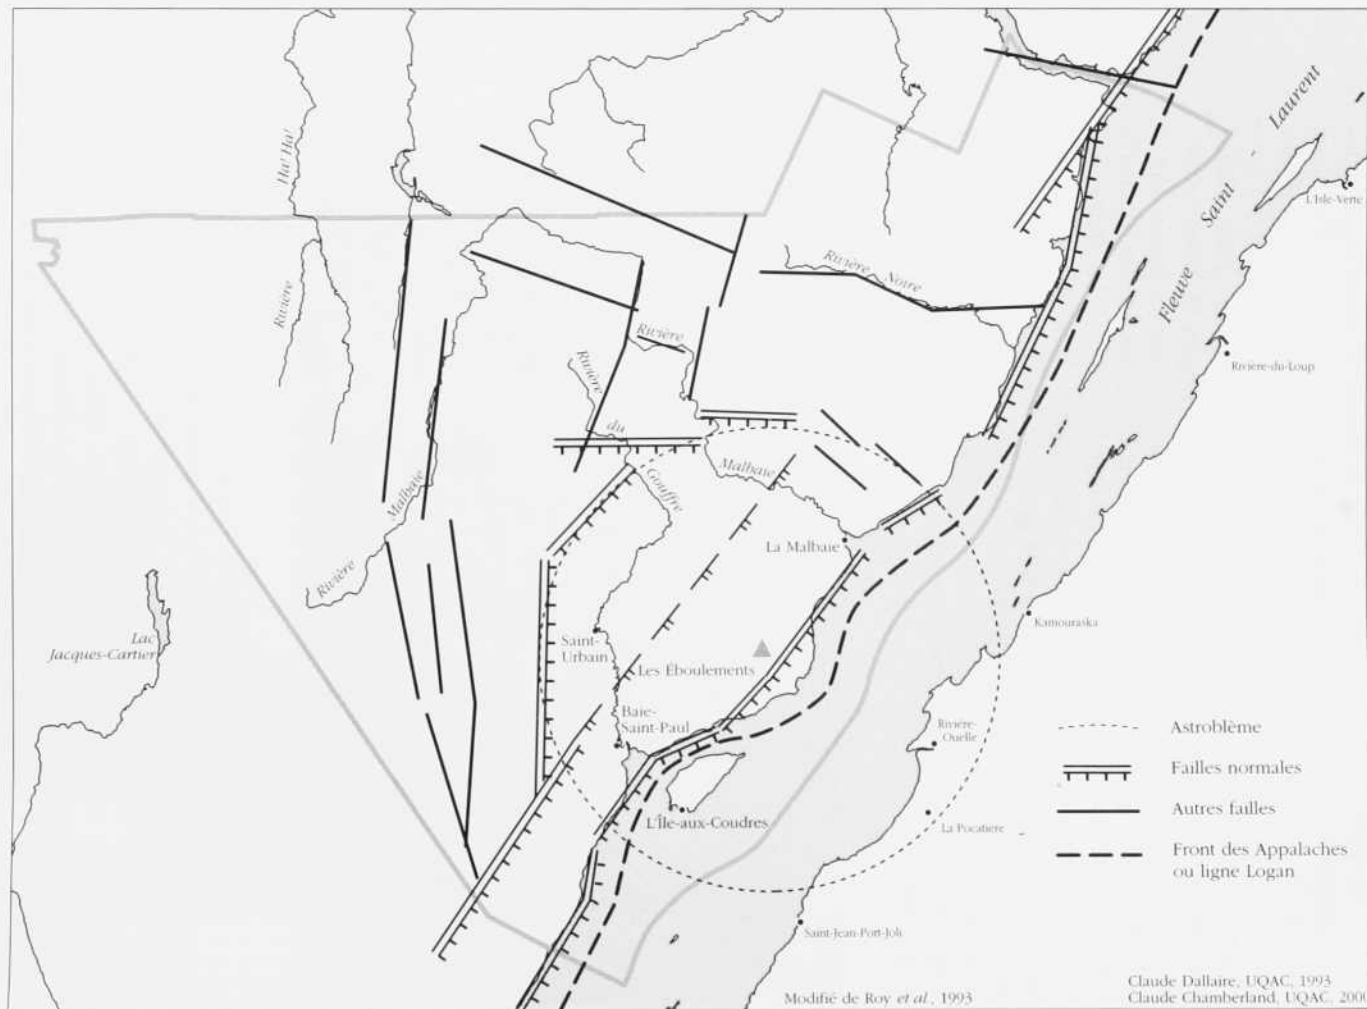 Laurent
Saint
Fleuve
L'Isle-Verte
Ha! Ha!
Rivière
Rivière Noire
Rivière
Rivière
du
Gouffre
Malbaie
Rivière-du-Loup
Malbaie
Rivière
La Malbaie
Kamouraska
Lac
Jacques-Cartier
Saint-
Urbain
Les Éboulements
Baie-
Saint-Paul
Rivière-
Ouelle
L'Île-aux-Coudres
La Pocatière
Saint-Jean-Port-Joli
Astroblème
Failles normales
Autres failles
Front des Appalaches
ou ligne Logan
Modifié de Roy et al, 1993
Claude Dallaire, UQAC, 1993
Claude Chamberland, UQAC, 2000